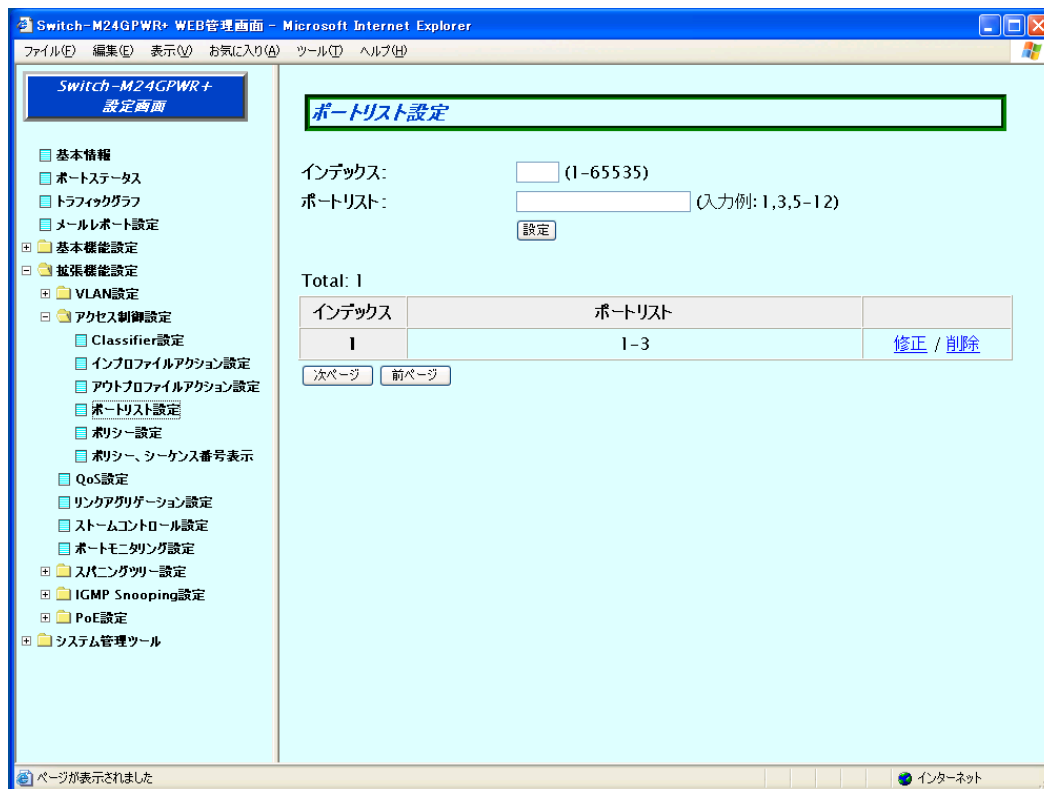 Switch-M24GPWR+ WEB管理画面 - Microsoft Internet Explorer
ファイル(F) 編集(E) 表示(V) お気に入り(A) ツール(T) ヘルプ(H)
Switch-M24GPWR+
設定画面
基本情報
ポートステータス
トラフィックグラフ
メールレポート設定
基本機能設定
拡張機能設定
VLAN設定
アクセス制御設定
Classifier設定
インプロファイルアクション設定
アウトプロファイルアクション設定
ポートリスト設定
ポリシー設定
ポリシー、シーケンス番号表示
QoS設定
リンクアグリゲーション設定
ストームコントロール設定
ポートモニタリング設定
スパニングツリー設定
IGMP Snooping設定
PoE設定
システム管理ツール
ポートリスト設定
インデックス: (1-65535)
ポートリスト: (入力例: 1,3,5-12)
設定
Total: 1
インデックス ポートリスト
1 1-3 修正 / 削除
次ページ 前ページ
ページが表示されました インターネット